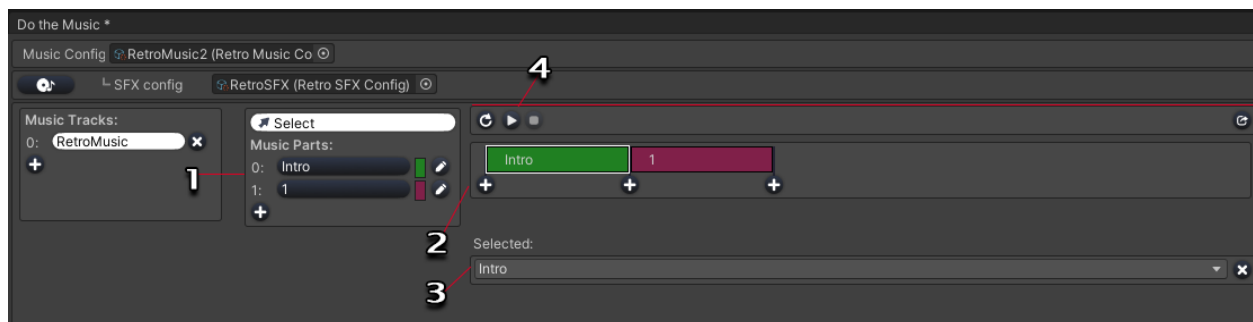 Do the Music *
Music Config RetroMusic2 (Retro Music Co
SFX config RetroSFX (Retro SFX Config)
4
Music Tracks:
0: RetroMusic
1
Select
Music Parts:
0: Intro
1: 1
Intro 1
2
Selected:
Intro
3